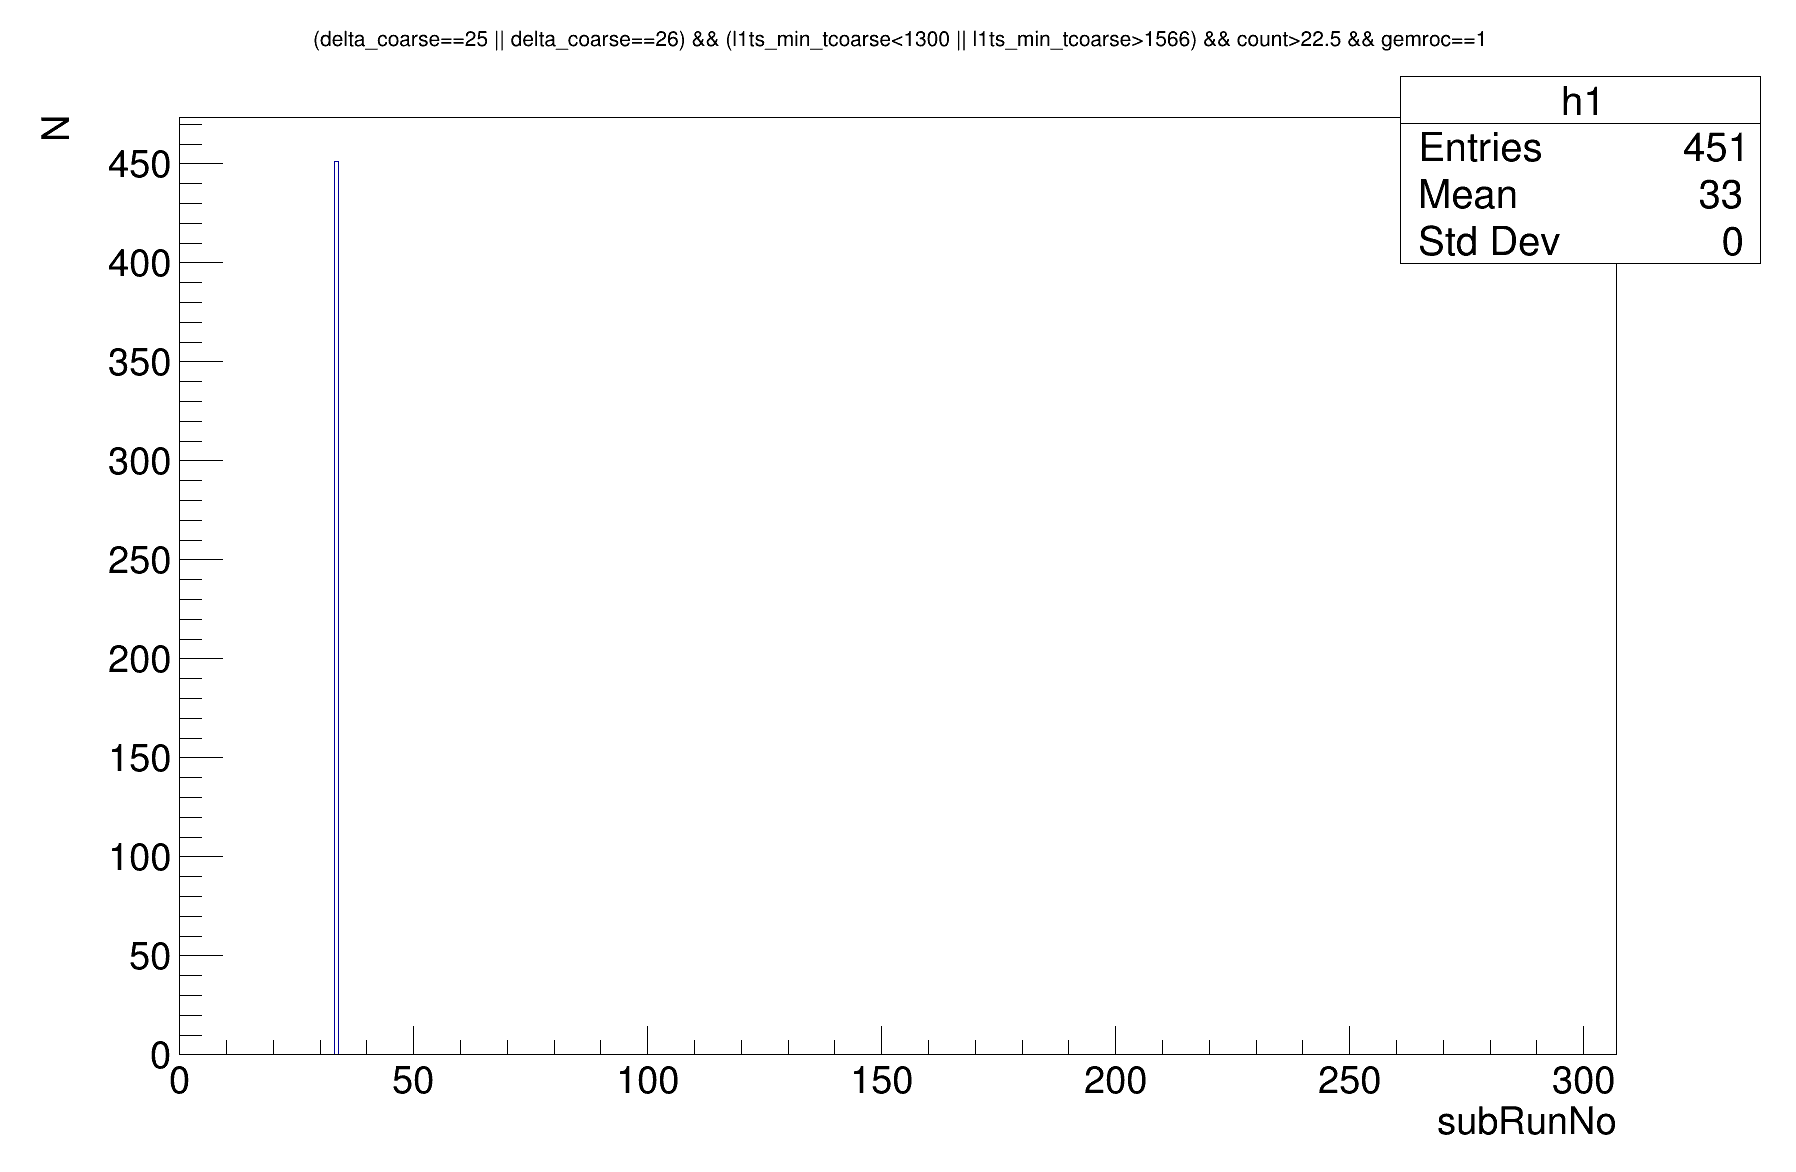 (delta_coarse==25 || delta_coarse==26) && (l1ts_min_tcoarse<1300 || l1ts_min_tcoarse>1566) && count>22.5 && gemroc==1
h1
Entries 451
Mean 33
Std Dev 0
N
450
400
350
300
250
200
150
100
50
0
0 50 100 150 200 250 300
subRunNo